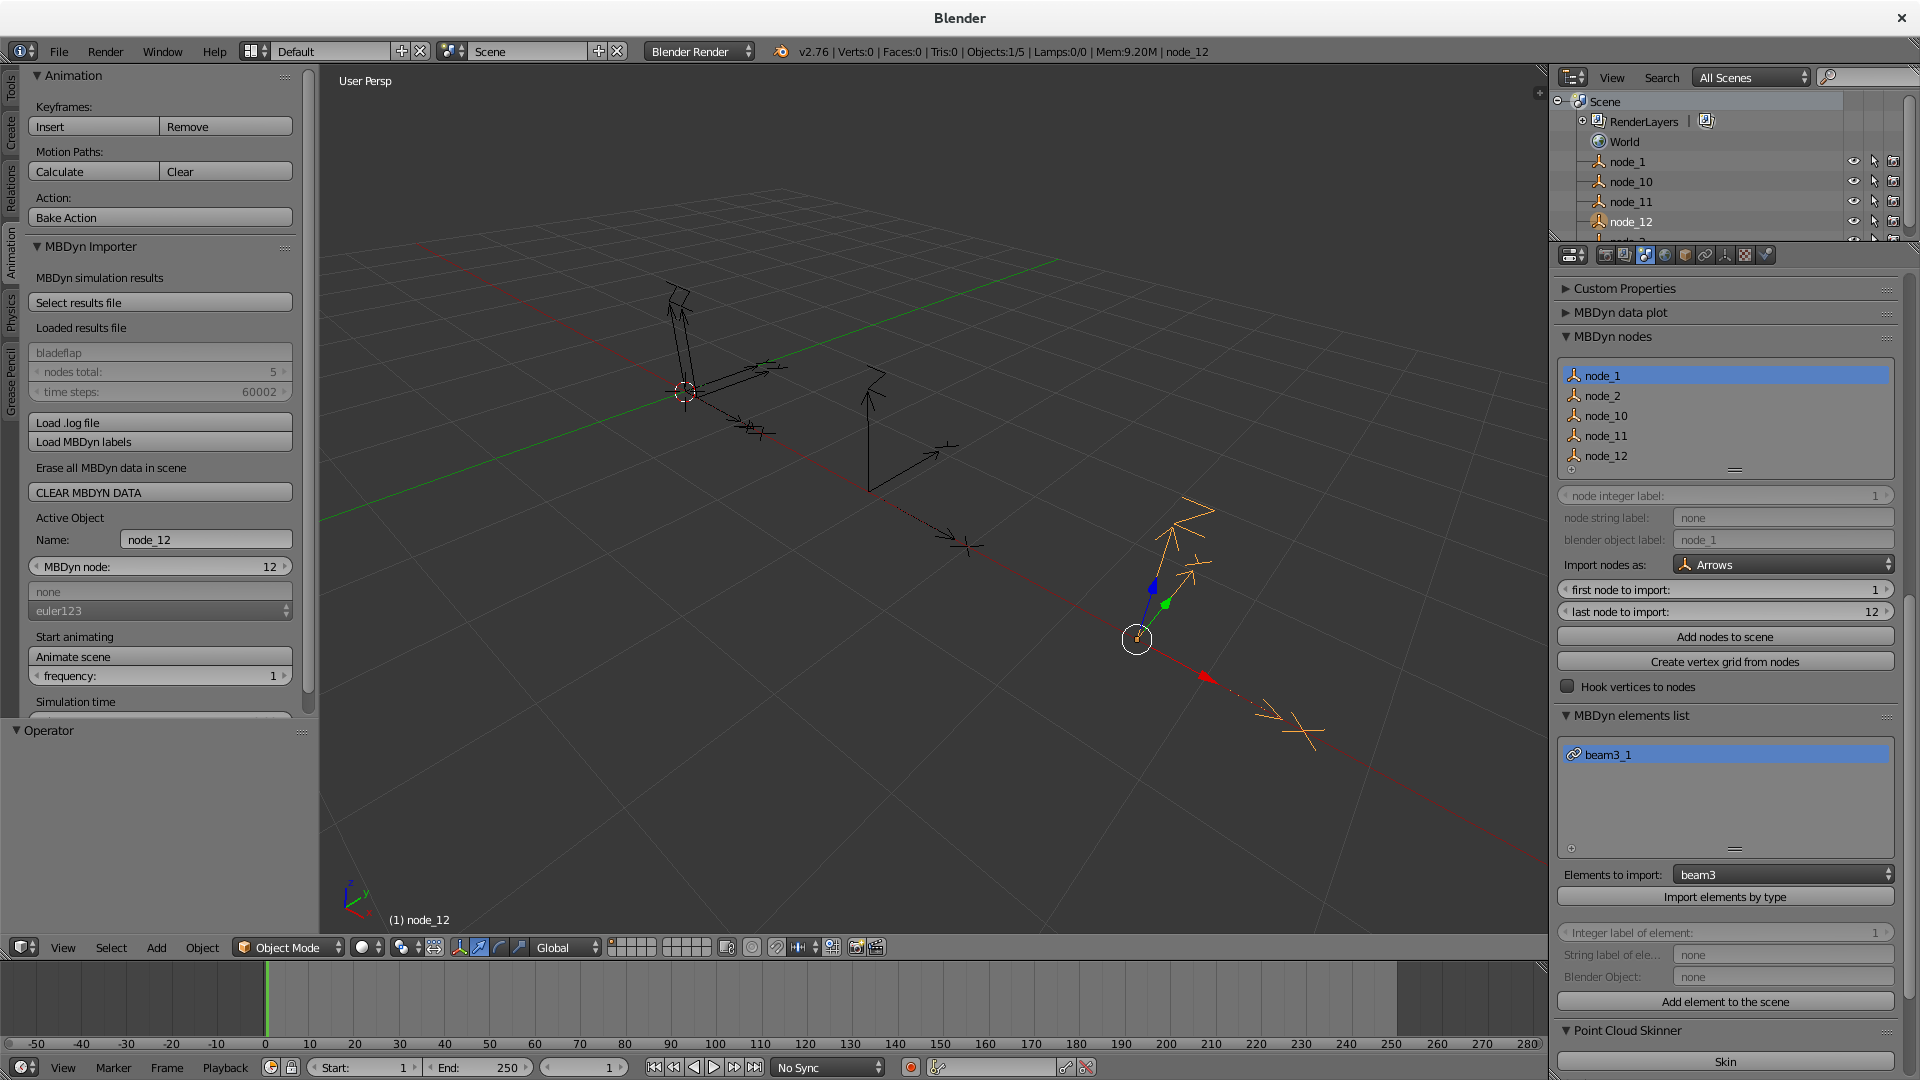 Blender
File Render Window Help Default Scene Blender Render v2.76 | Verts:0 | Faces:0 | Tris:0 | Objects:1/5 | Lamps:0/0 | Mem:9.20M | node_12
Tools
Create
Relations
Animation
Physics
Grease Pencil
Animation
Keyframes:
Insert Remove
Motion Paths:
Calculate Clear
Action:
Bake Action
MBDyn Importer
MBDyn simulation results
Select results file
Loaded results file
bladeflap
nodes total: 5
time steps: 60002
Load .log file
Load MBDyn labels
Erase all MBDyn data in scene
CLEAR MBDYN DATA
Active Object
Name: node_12
MBDyn node: 12
none
euler123
Start animating
Animate scene
frequency: 1
Simulation time
Operator
User Persp
z
y
x
(1) node_12
View Select Add Object Object Mode Global
-50 -40 -30 -20 -10 0 10 20 30 40 50 60 70 80 90 100 110 120 130 140 150 160 170 180 190 200 210 220 230 240 250 260 270 280
View Marker Frame Playback Start: 1 End: 250 1 No Sync
View Search All Scenes
Scene
RenderLayers |
World
node_1
node_10
node_11
node_12
Custom Properties
MBDyn data plot
MBDyn nodes
node_1
node_2
node_10
node_11
node_12
node integer label: 1
node string label: none
blender object label: node_1
Import nodes as: Arrows
first node to import: 1
last node to import: 12
Add nodes to scene
Create vertex grid from nodes
Hook vertices to nodes
MBDyn elements list
beam3_1
Elements to import: beam3
Import elements by type
Integer label of element: 1
String label of ele... none
Blender Object: none
Add element to the scene
Point Cloud Skinner
Skin